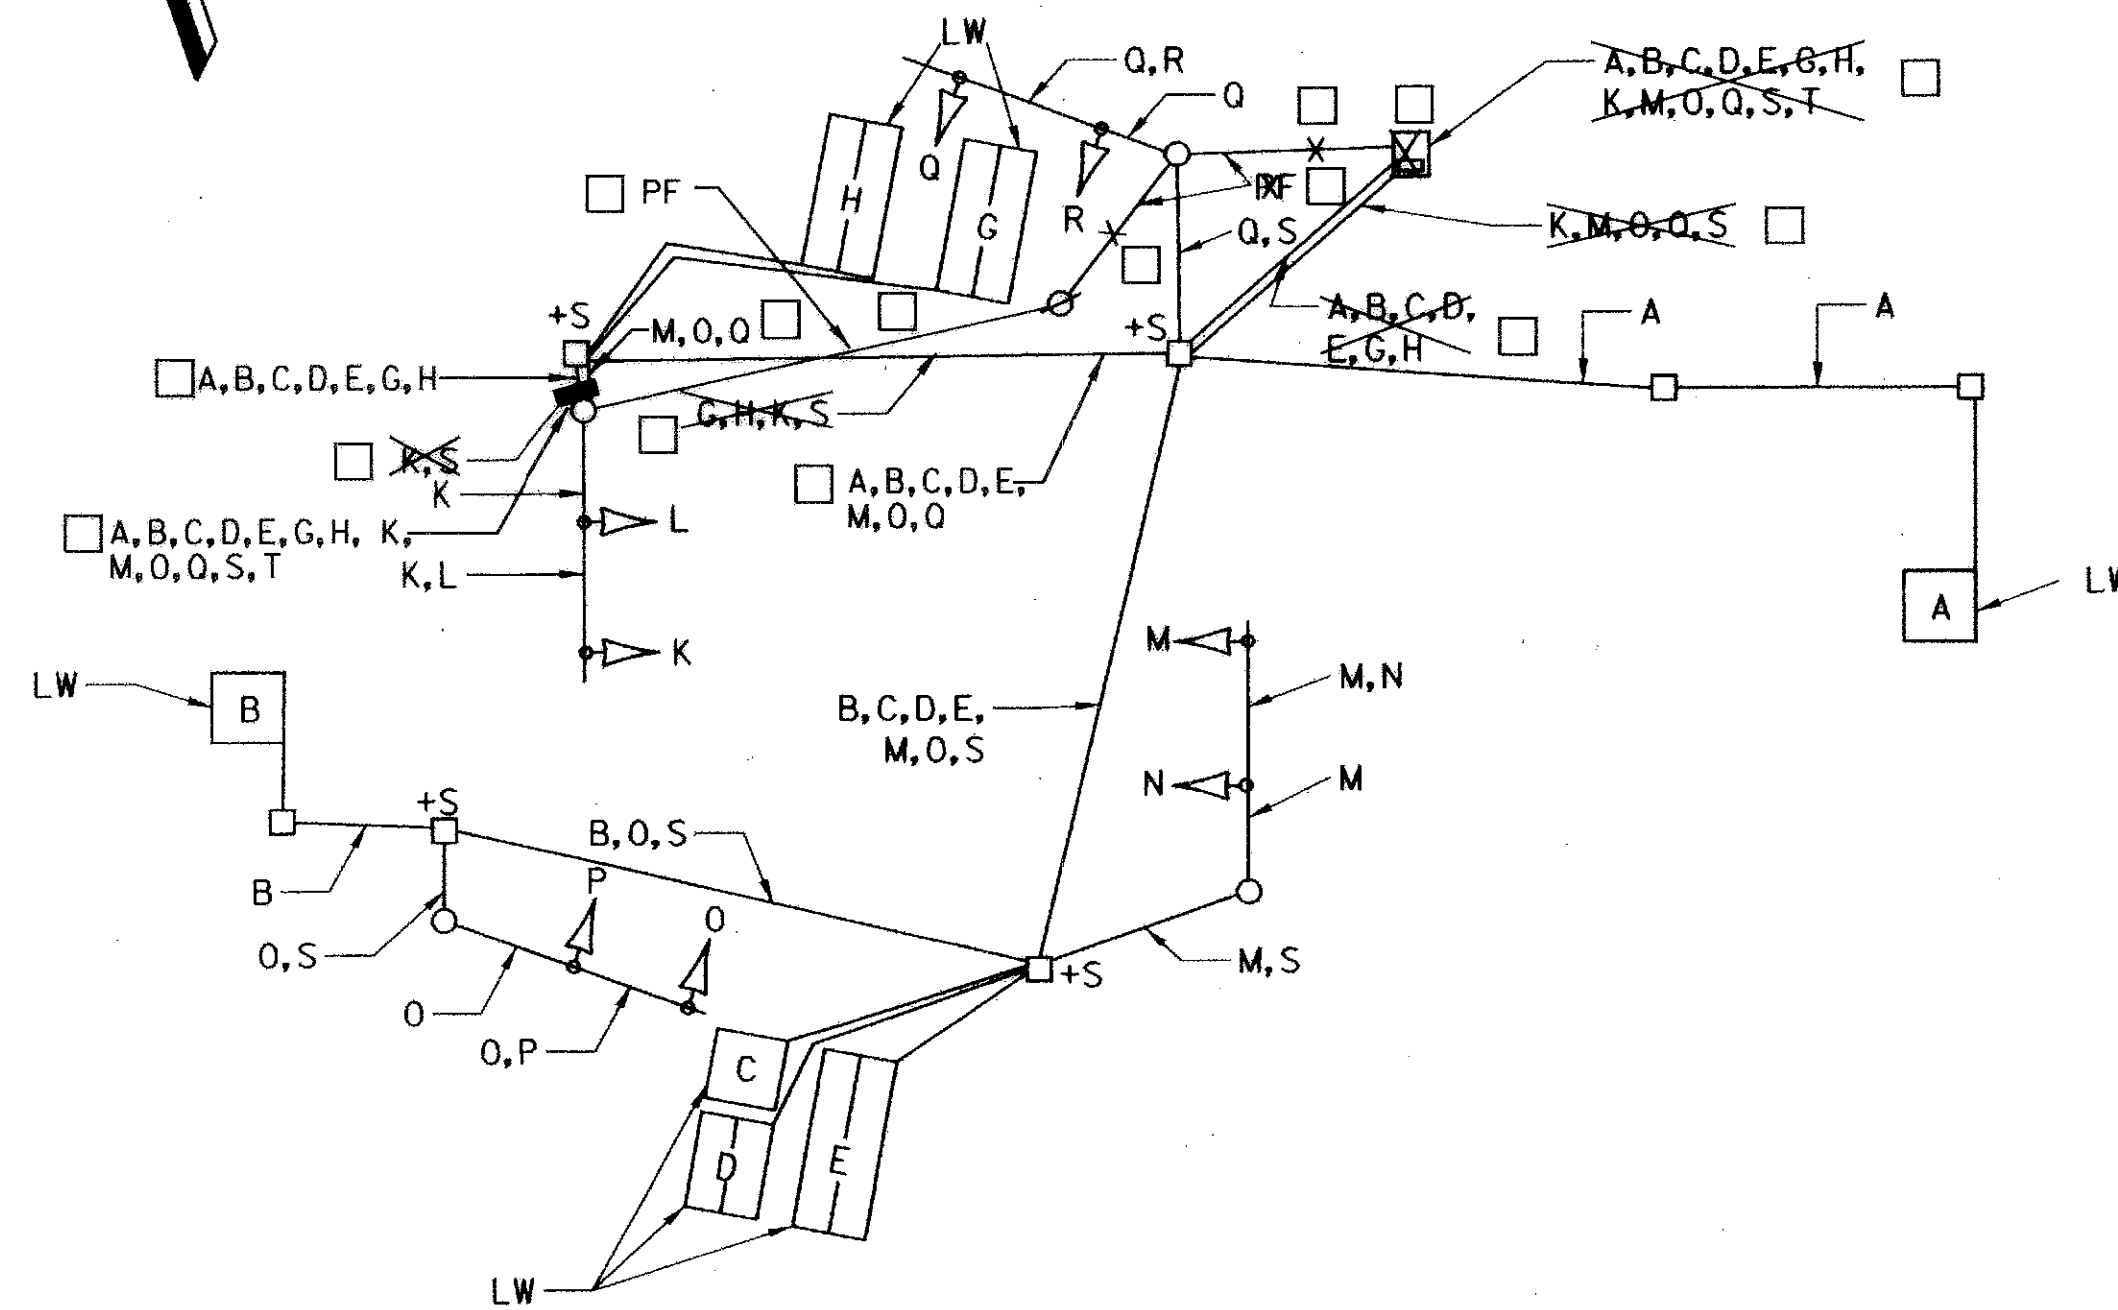 LW
Q,R
A,B,C,D,E,G,H,
K,M,O,Q,S,T
Q
Q
H
PF
G
R
PF
Q,S
K,M,O,Q,S
+S
M,O,Q
+S
A,B,C,D,
E,G,H
A
A
A,B,C,D,E,G,H
G,H,K,S
K,S
K
A,B,C,D,E,
M,O,Q
L
A,B,C,D,E,G,H, K,
M,O,Q,S,T
K,L
A
LW
K
M
M,N
LW
B
B,C,D,E,
M,O,S
N
M
+S
B,O,S
B
P
O
O,S
M,S
+S
O
O,P
C
D
E
LW